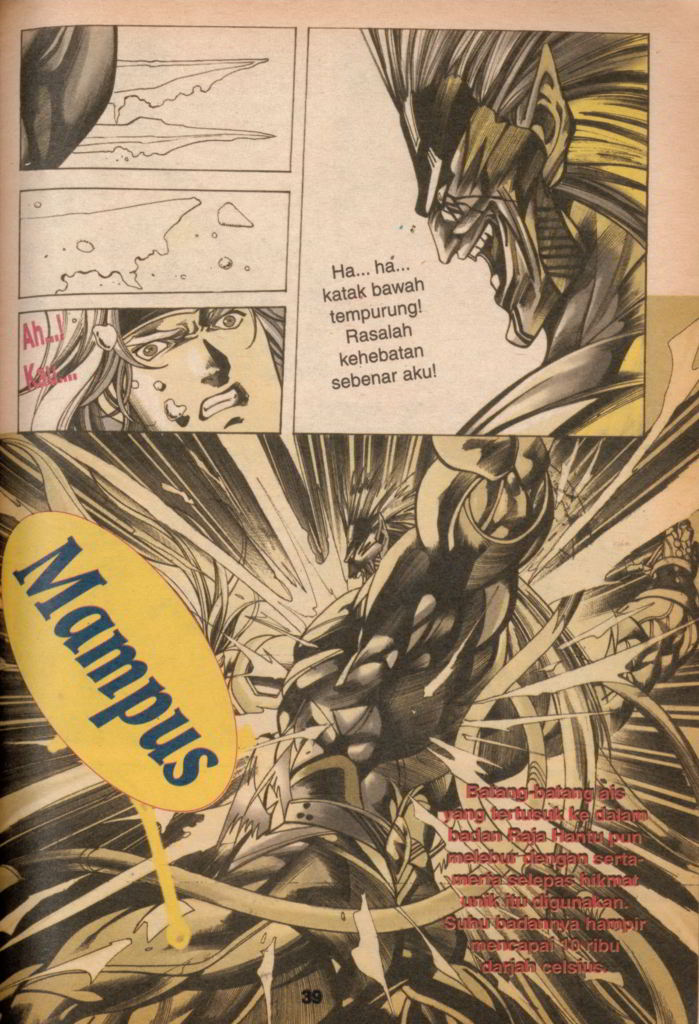 Ha... ha...
katak bawah
tempurung!
Rasalah
kehebatan
sebenar aku!
Ah...!
Kau....
Mampus
Batang-batang ais
yang tertusuk ke dalam
badan Raja Hantu pun
melebur dengan serta-
merta selepas hikmat
unik itu digunakan.
Suhu badannya hampir
mencapai 10 ribu
darjah celsius...
39